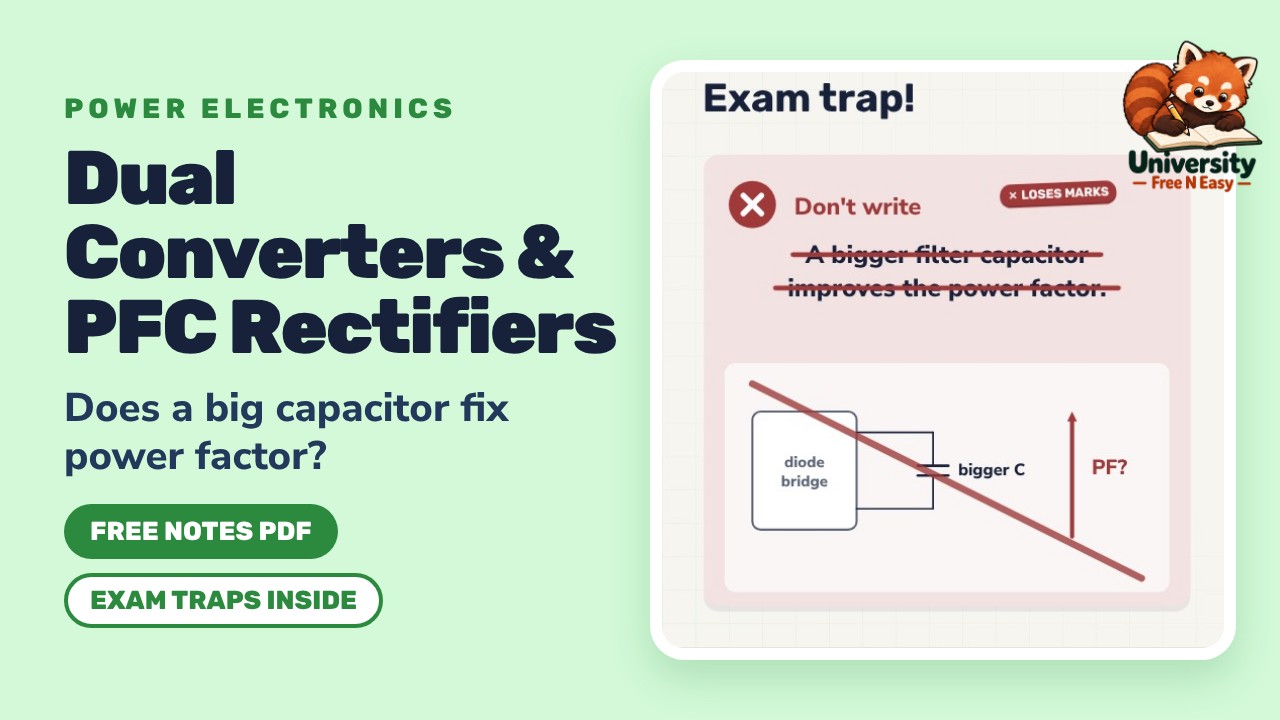 POWER ELECTRONICS
Dual
Converters &
PFC Rectifiers
Does a big capacitor fix
power factor?
FREE NOTES PDF
EXAM TRAPS INSIDE
Exam trap!
Don't write
× LOSES MARKS
A bigger filter capacitor
improves the power factor.
diode
bridge
bigger C
PF?
University
— Free N Easy —